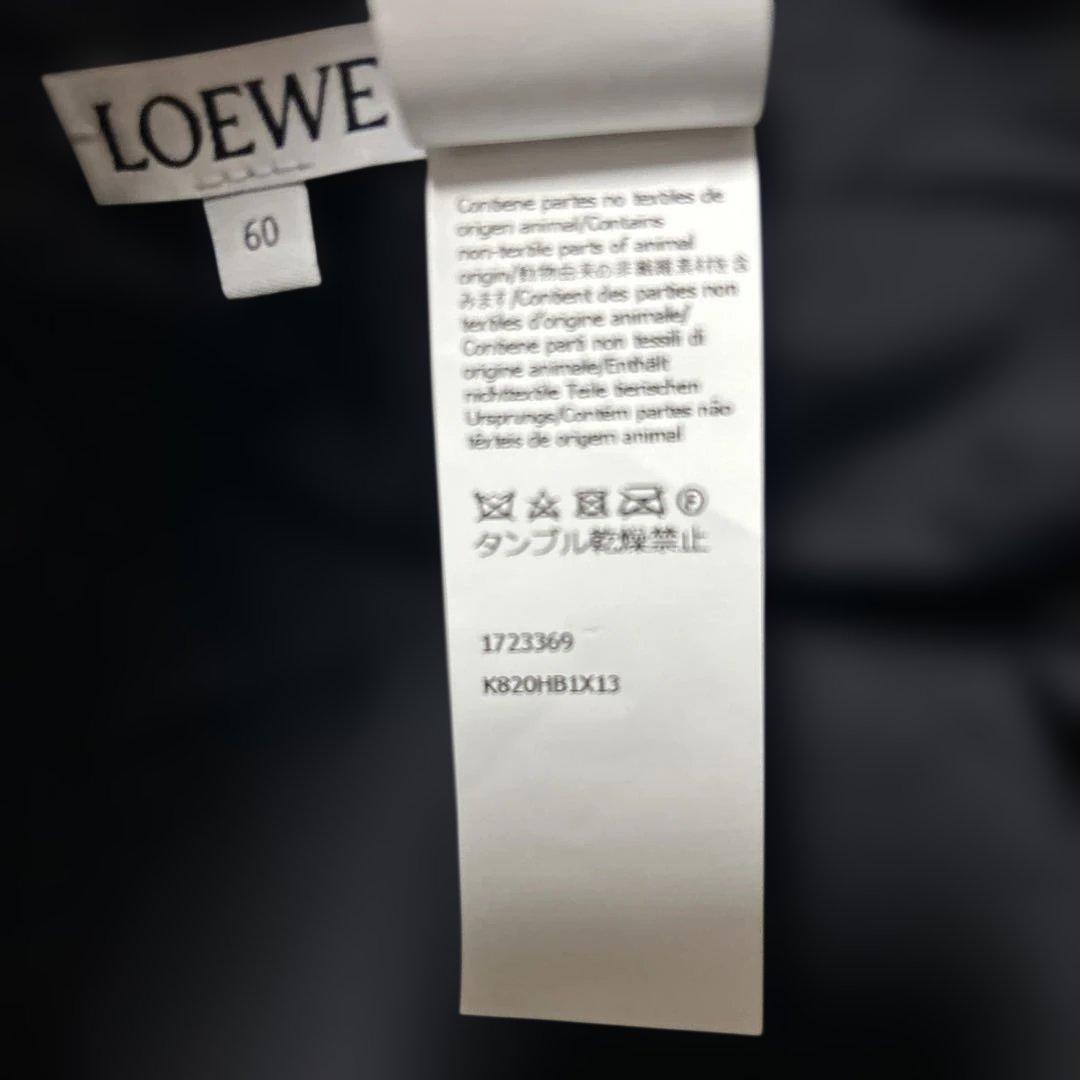 LOEWE
60
Contiene partes no textiles de
origen animal/Contains
non-textile parts of animal
origin/動物由来の非繊維素材を含
みます/Contient des parties non
textiles d'origine animale/
Contiene parti non tessili di
origine animale/Enthält
nichttextile Teile tierischen
Ursprungs/Contém partes não
têxteis de origem animal
タンブル乾燥禁止
1723369
K820HB1X13